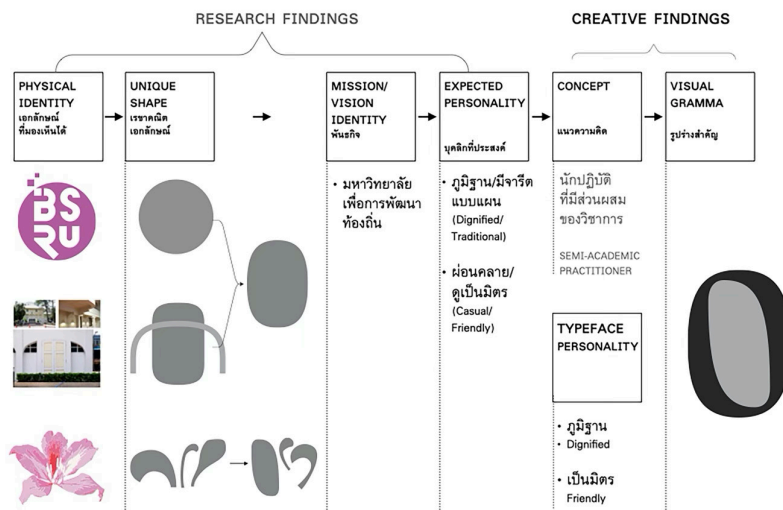 RESEARCH FINDINGS
CREATIVE FINDINGS
PHYSICAL
IDENTITY
เอกลักษณ์
ที่มองเห็นได้
UNIQUE
SHAPE
เรขาคณิต
เอกลักษณ์
MISSION/
VISION
IDENTITY
พันธกิจ
EXPECTED
PERSONALITY
บุคลิกที่ประสงค์
CONCEPT
แนวความคิด
VISUAL
GRAMMA
รูปร่างสำคัญ
BS
RU
• มหาวิทยาลัย
เพื่อการพัฒนา
ท้องถิ่น
• ภูมิฐาน/มีจารีต
แบบแผน
(Dignified/
Traditional)
• ผ่อนคลาย/
ดูเป็นมิตร
(Casual/
Friendly)
นักปฏิบัติ
ที่มีส่วนผสม
ของวิชาการ
SEMI-ACADEMIC
PRACTITIONER
TYPEFACE
PERSONALITY
• ภูมิฐาน
• Dignified
• เป็นมิตร
Friendly